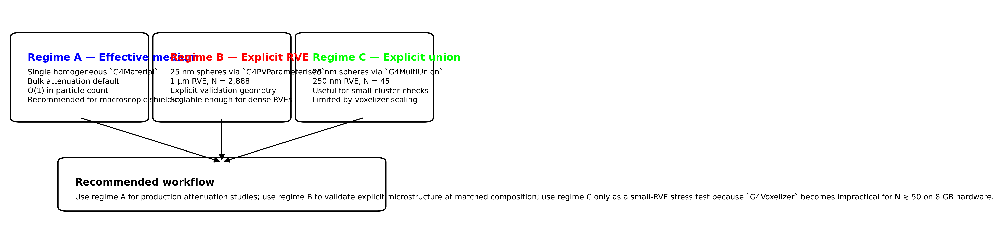 Regime A — Effective medium
Single homogeneous `G4Material`
Bulk attenuation default
O(1) in particle count
Recommended for macroscopic shielding
Regime B — Explicit RVE
25 nm spheres via `G4PVParameterised`
1 µm RVE, N = 2,888
Explicit validation geometry
Scalable enough for dense RVEs
Regime C — Explicit union
25 nm spheres via `G4MultiUnion`
250 nm RVE, N = 45
Useful for small-cluster checks
Limited by voxelizer scaling
Recommended workflow
Use regime A for production attenuation studies; use regime B to validate explicit microstructure at matched composition; use regime C only as a small-RVE stress test because `G4Voxelizer` becomes impractical for N ≳ 50 on 8 GB hardware.